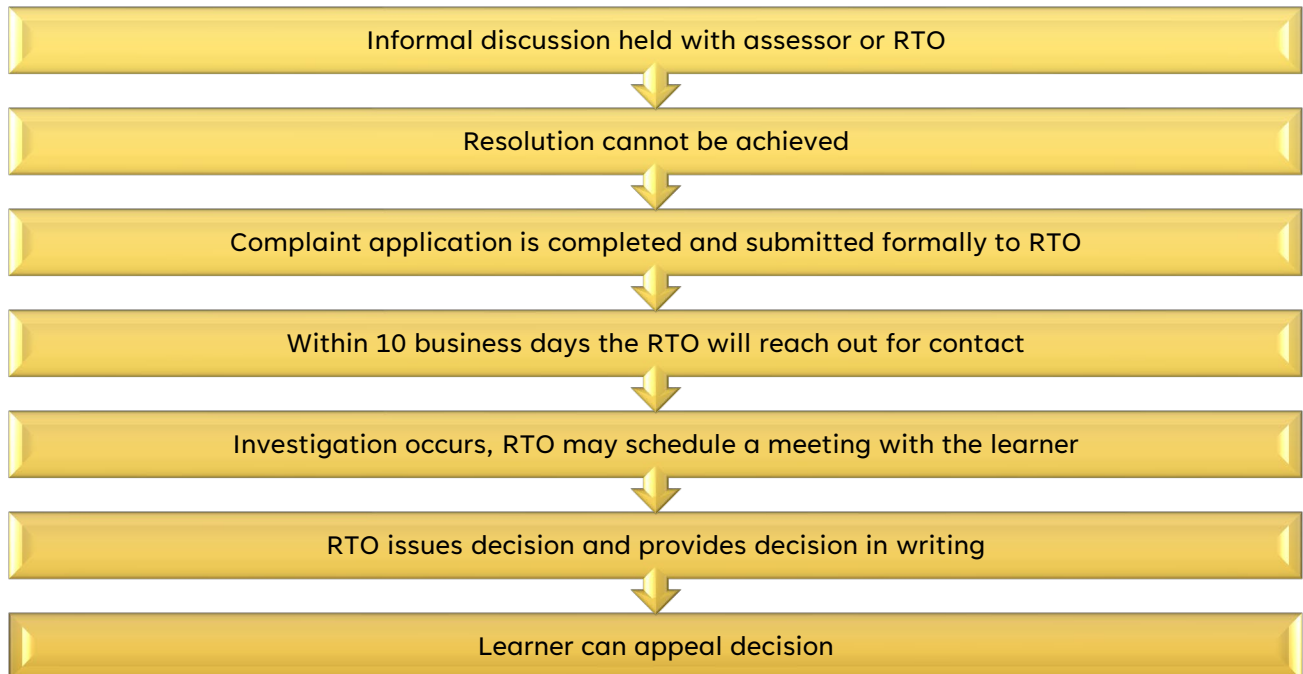 Informal discussion held with assessor or RTO
Resolution cannot be achieved
Complaint application is completed and submitted formally to RTO
Within 10 business days the RTO will reach out for contact
Investigation occurs, RTO may schedule a meeting with the learner
RTO issues decision and provides decision in writing
Learner can appeal decision